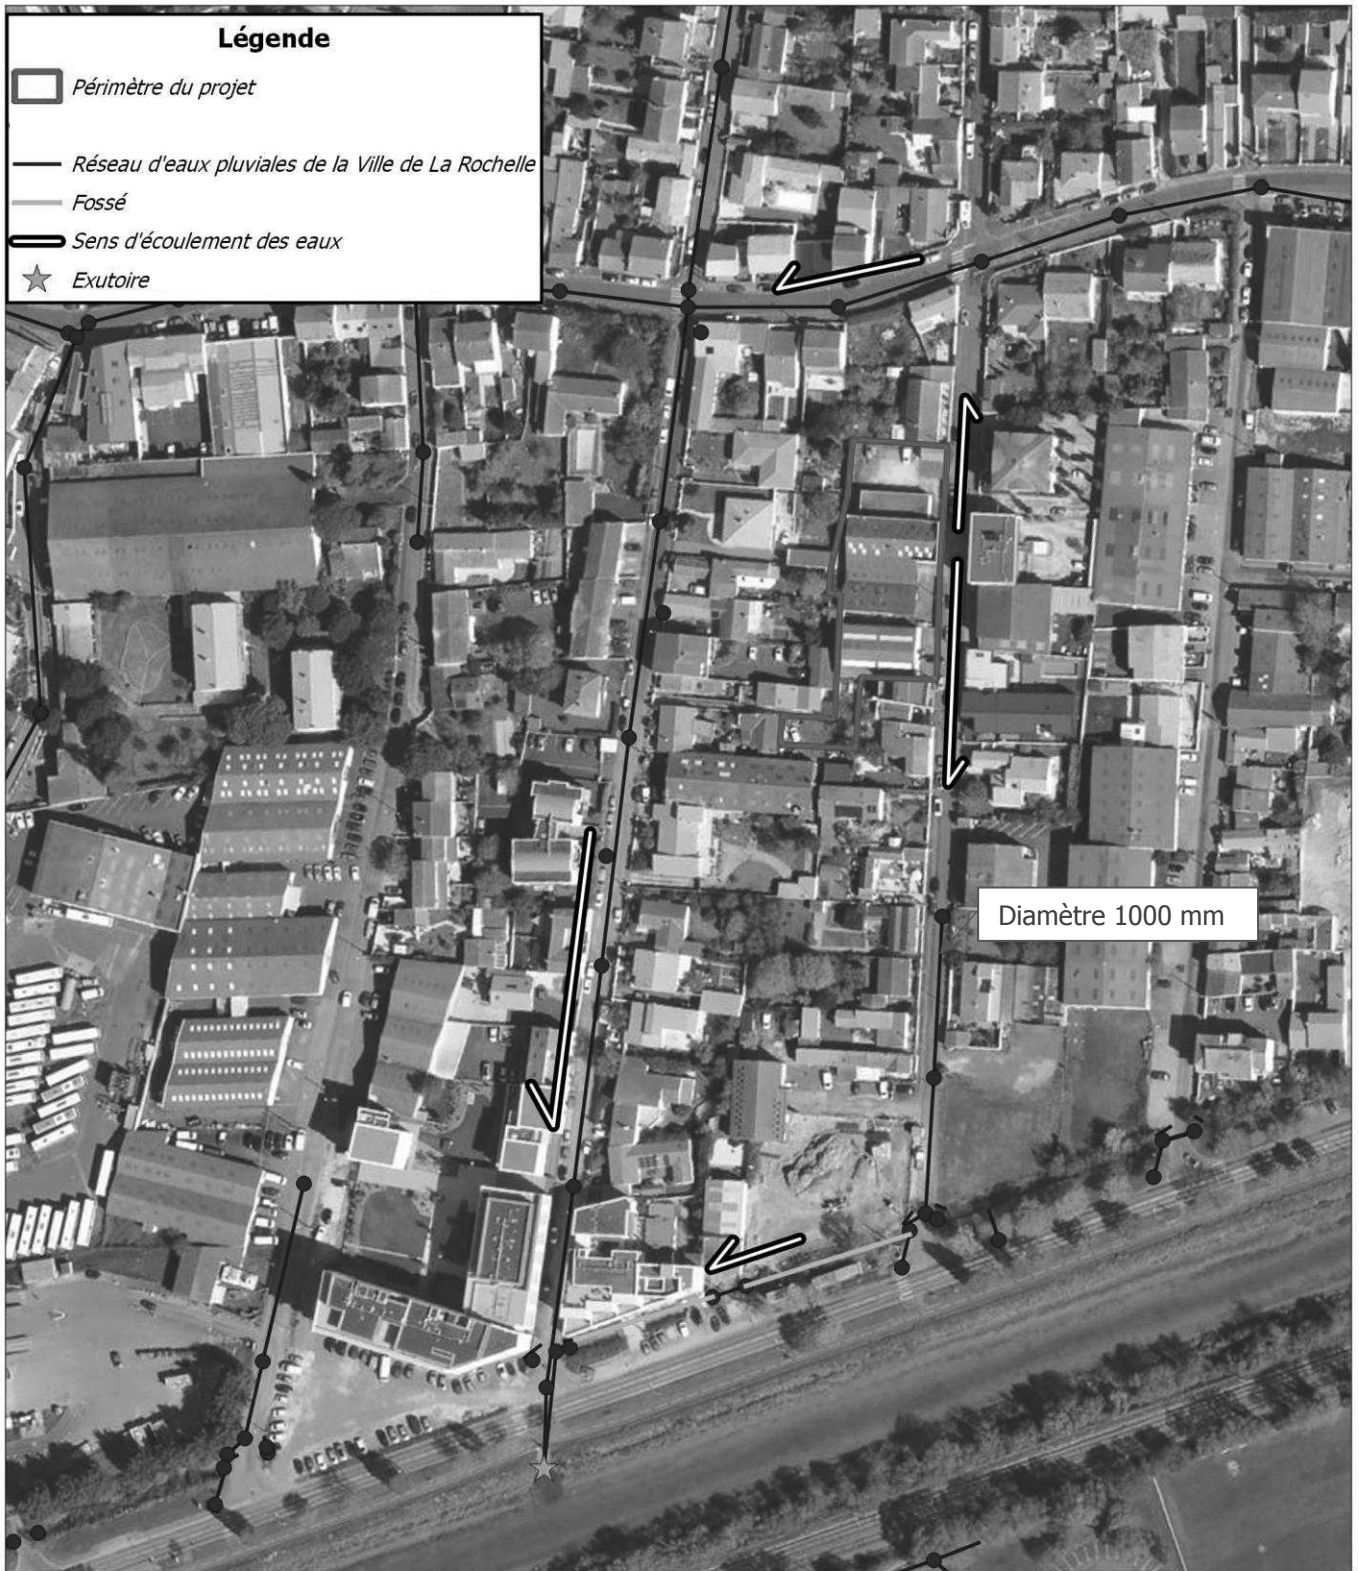 Légende
Périmètre du projet
Réseau d'eaux pluviales de la Ville de La Rochelle
Fossé
Sens d'écoulement des eaux
Exutoire
Diamètre 1000 mm